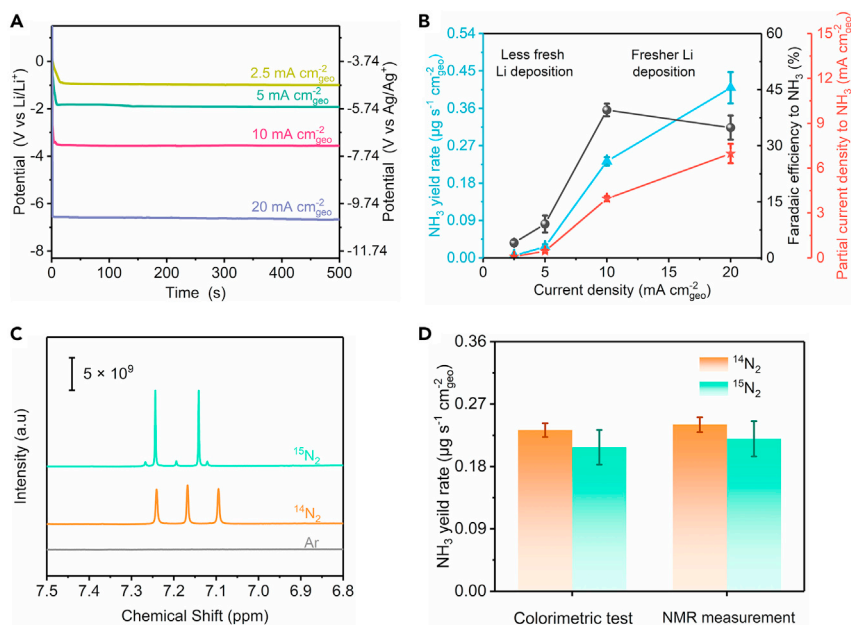 A
0
-2
-4
-6
-8
Potential (V vs Li/Li⁺)
2.5 mA cm⁻²geo
5 mA cm⁻²geo
10 mA cm⁻²geo
20 mA cm⁻²geo
-3.74
-5.74
-7.74
-9.74
-11.74
Potential (V vs Ag/Ag⁺)
0 100 200 300 400 500
Time (s)
B
0.54
0.45
0.36
0.27
0.18
0.09
0.00
NH₃ yield rate (μg s⁻¹ cm⁻²geo)
Less fresh
Li deposition
Fresher Li
deposition
60
45
30
15
0
Faradaic efficiency to NH₃ (%)
15
12
9
6
3
0
Partial current density to NH₃ (mA cm⁻²geo)
0 5 10 15 20
Current density (mA cm⁻²geo)
C
5 × 10⁹
Intensity (a.u)
¹⁵N₂
¹⁴N₂
Ar
7.5 7.4 7.3 7.2 7.1 7.0 6.9 6.8
Chemical Shift (ppm)
D
0.36
0.27
0.18
0.09
0.00
NH₃ yeild rate (μg s⁻¹ cm⁻²geo)
¹⁴N₂
¹⁵N₂
Colorimetric test NMR measurement